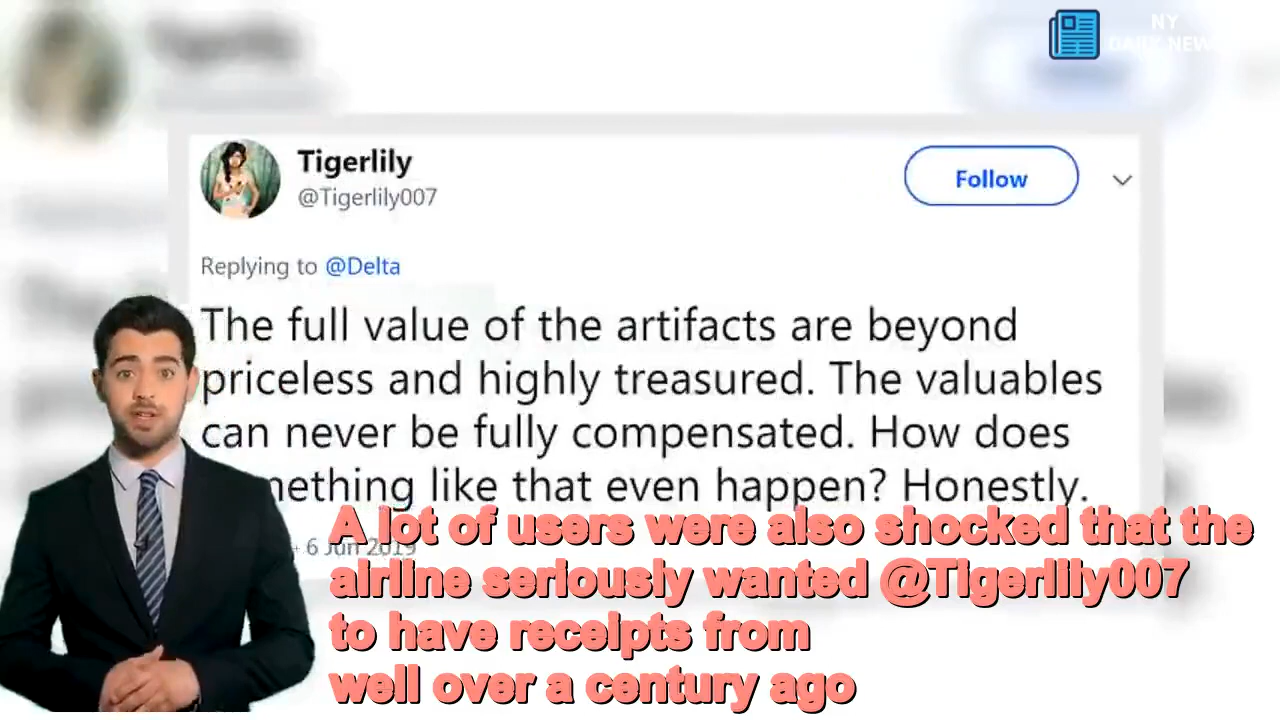 NY
DARK NEWS
Tigerlily
@Tigerlily007
Follow
Replying to @Delta
The full value of the artifacts are beyond
priceless and highly treasured. The valuables
can never be fully compensated. How does
mething like that even happen? Honestly.
6 Jun 2019
A lot of users were also shocked that the
airline seriously wanted @Tigerlily007
to have receipts from
well over a century ago